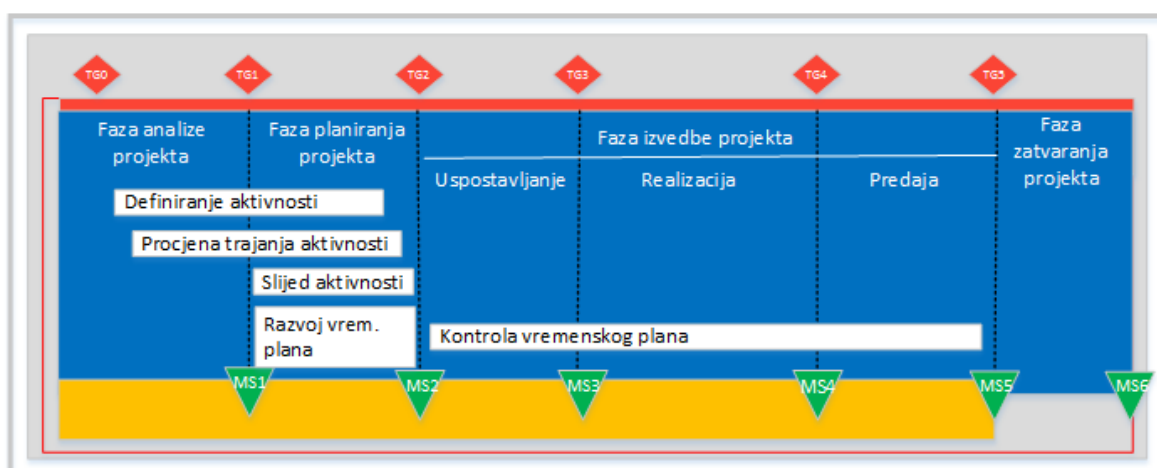 TG0 TG1 TG2 TG3 TG4 TG5
Faza analize
projekta
Faza planiranja
projekta
Faza izvedbe projekta
Uspostavljanje
Realizacija
Predaja
Faza
zatvaranja
projekta
Definiranje aktivnosti
Procjena trajanja aktivnosti
Slijed aktivnosti
Razvoj vrem.
plana
Kontrola vremenskog plana
MS1 MS2 MS3 MS4 MS5 MS6